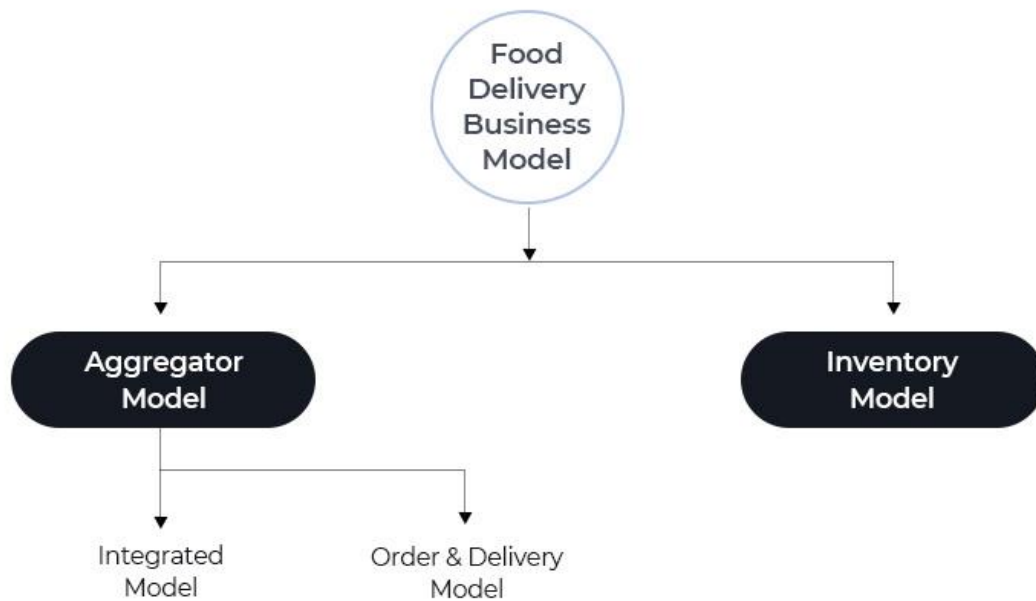 Food
Delivery
Business
Model
Aggregator
Model
Inventory
Model
Integrated
Model
Order & Delivery
Model